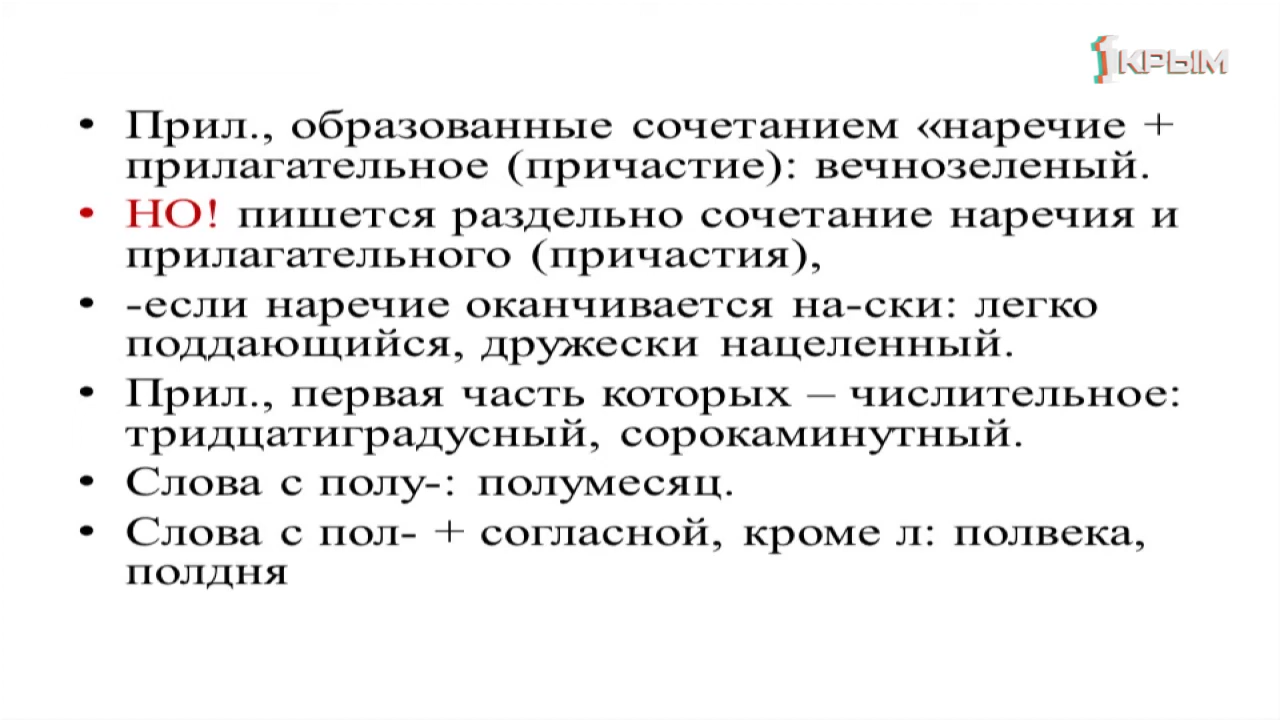 1КРЫМ
• Прил., образованные сочетанием «наречие +
прилагательное (причастие): вечнозеленый.
• НО! пишется раздельно сочетание наречия и
прилагательного (причастия),
• -если наречие оканчивается на-ски: легко
поддающийся, дружески нацеленный.
• Прил., первая часть которых – числительное:
тридцатиградусный, сорокаминутный.
• Слова с полу-: полумесяц.
• Слова с пол- + согласной, кроме л: полвека,
полдня